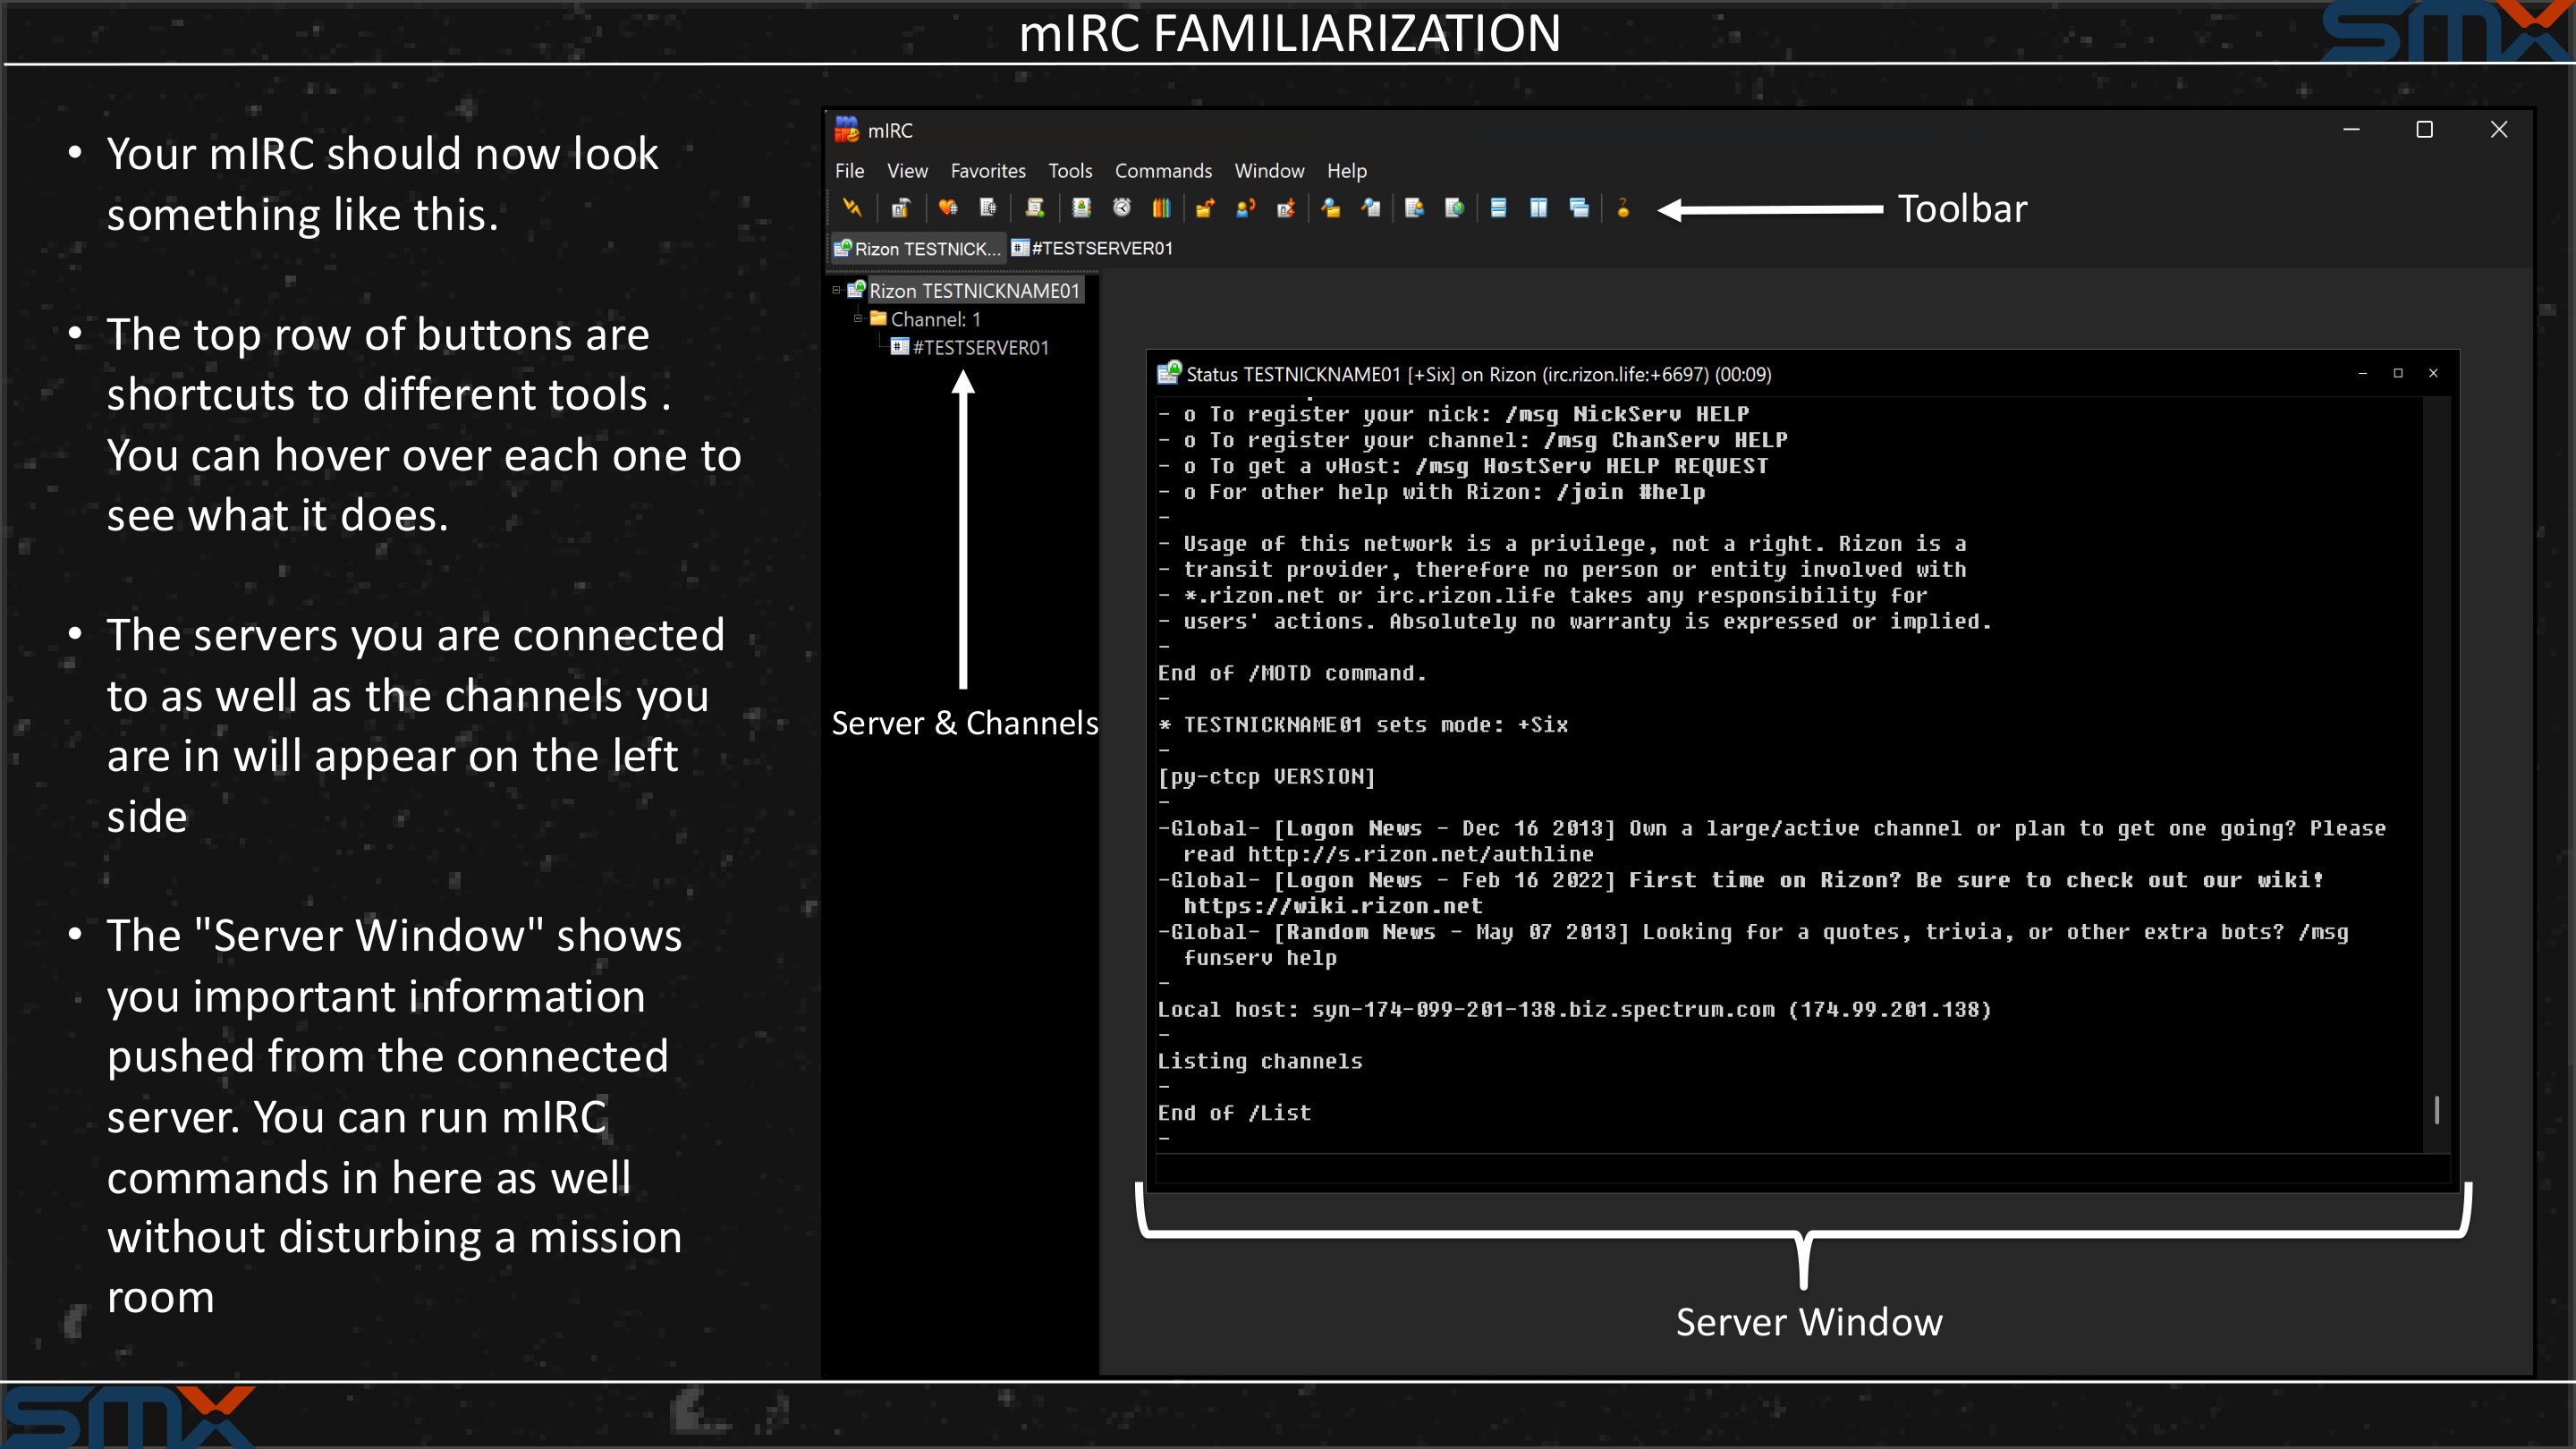 mIRC FAMILIARIZATION
SMX
• Your mIRC should now look
something like this.
• The top row of buttons are
shortcuts to different tools .
You can hover over each one to
see what it does.
• The servers you are connected
to as well as the channels you
are in will appear on the left
side
• The "Server Window" shows
you important information
pushed from the connected
server. You can run mIRC
commands in here as well
without disturbing a mission
room
mIRC
File View Favorites Tools Commands Window Help
Toolbar
Rizon TESTNICK... #TESTSERVER01
Rizon TESTNICKNAME01
Channel: 1
#TESTSERVER01
Server & Channels
Status TESTNICKNAME01 [+Six] on Rizon (irc.rizon.life:+6697) (00:09)
- o To register your nick: /msg NickServ HELP
- o To register your channel: /msg ChanServ HELP
- o To get a vHost: /msg HostServ HELP REQUEST
- o For other help with Rizon: /join #help
-
- Usage of this network is a privilege, not a right. Rizon is a
- transit provider, therefore no person or entity involved with
- *.rizon.net or irc.rizon.life takes any responsibility for
- users' actions. Absolutely no warranty is expressed or implied.
-
End of /MOTD command.
-
* TESTNICKNAME01 sets mode: +Six
-
[py-ctcp VERSION]
-
-Global- [Logon News - Dec 16 2013] Own a large/active channel or plan to get one going? Please
read http://s.rizon.net/authline
-Global- [Logon News - Feb 16 2022] First time on Rizon? Be sure to check out our wiki!
https://wiki.rizon.net
-Global- [Random News - May 07 2013] Looking for a quotes, trivia, or other extra bots? /msg
funserv help
-
Local host: syn-174-099-201-138.biz.spectrum.com (174.99.201.138)
-
Listing channels
-
End of /List
-
Server Window
SMX